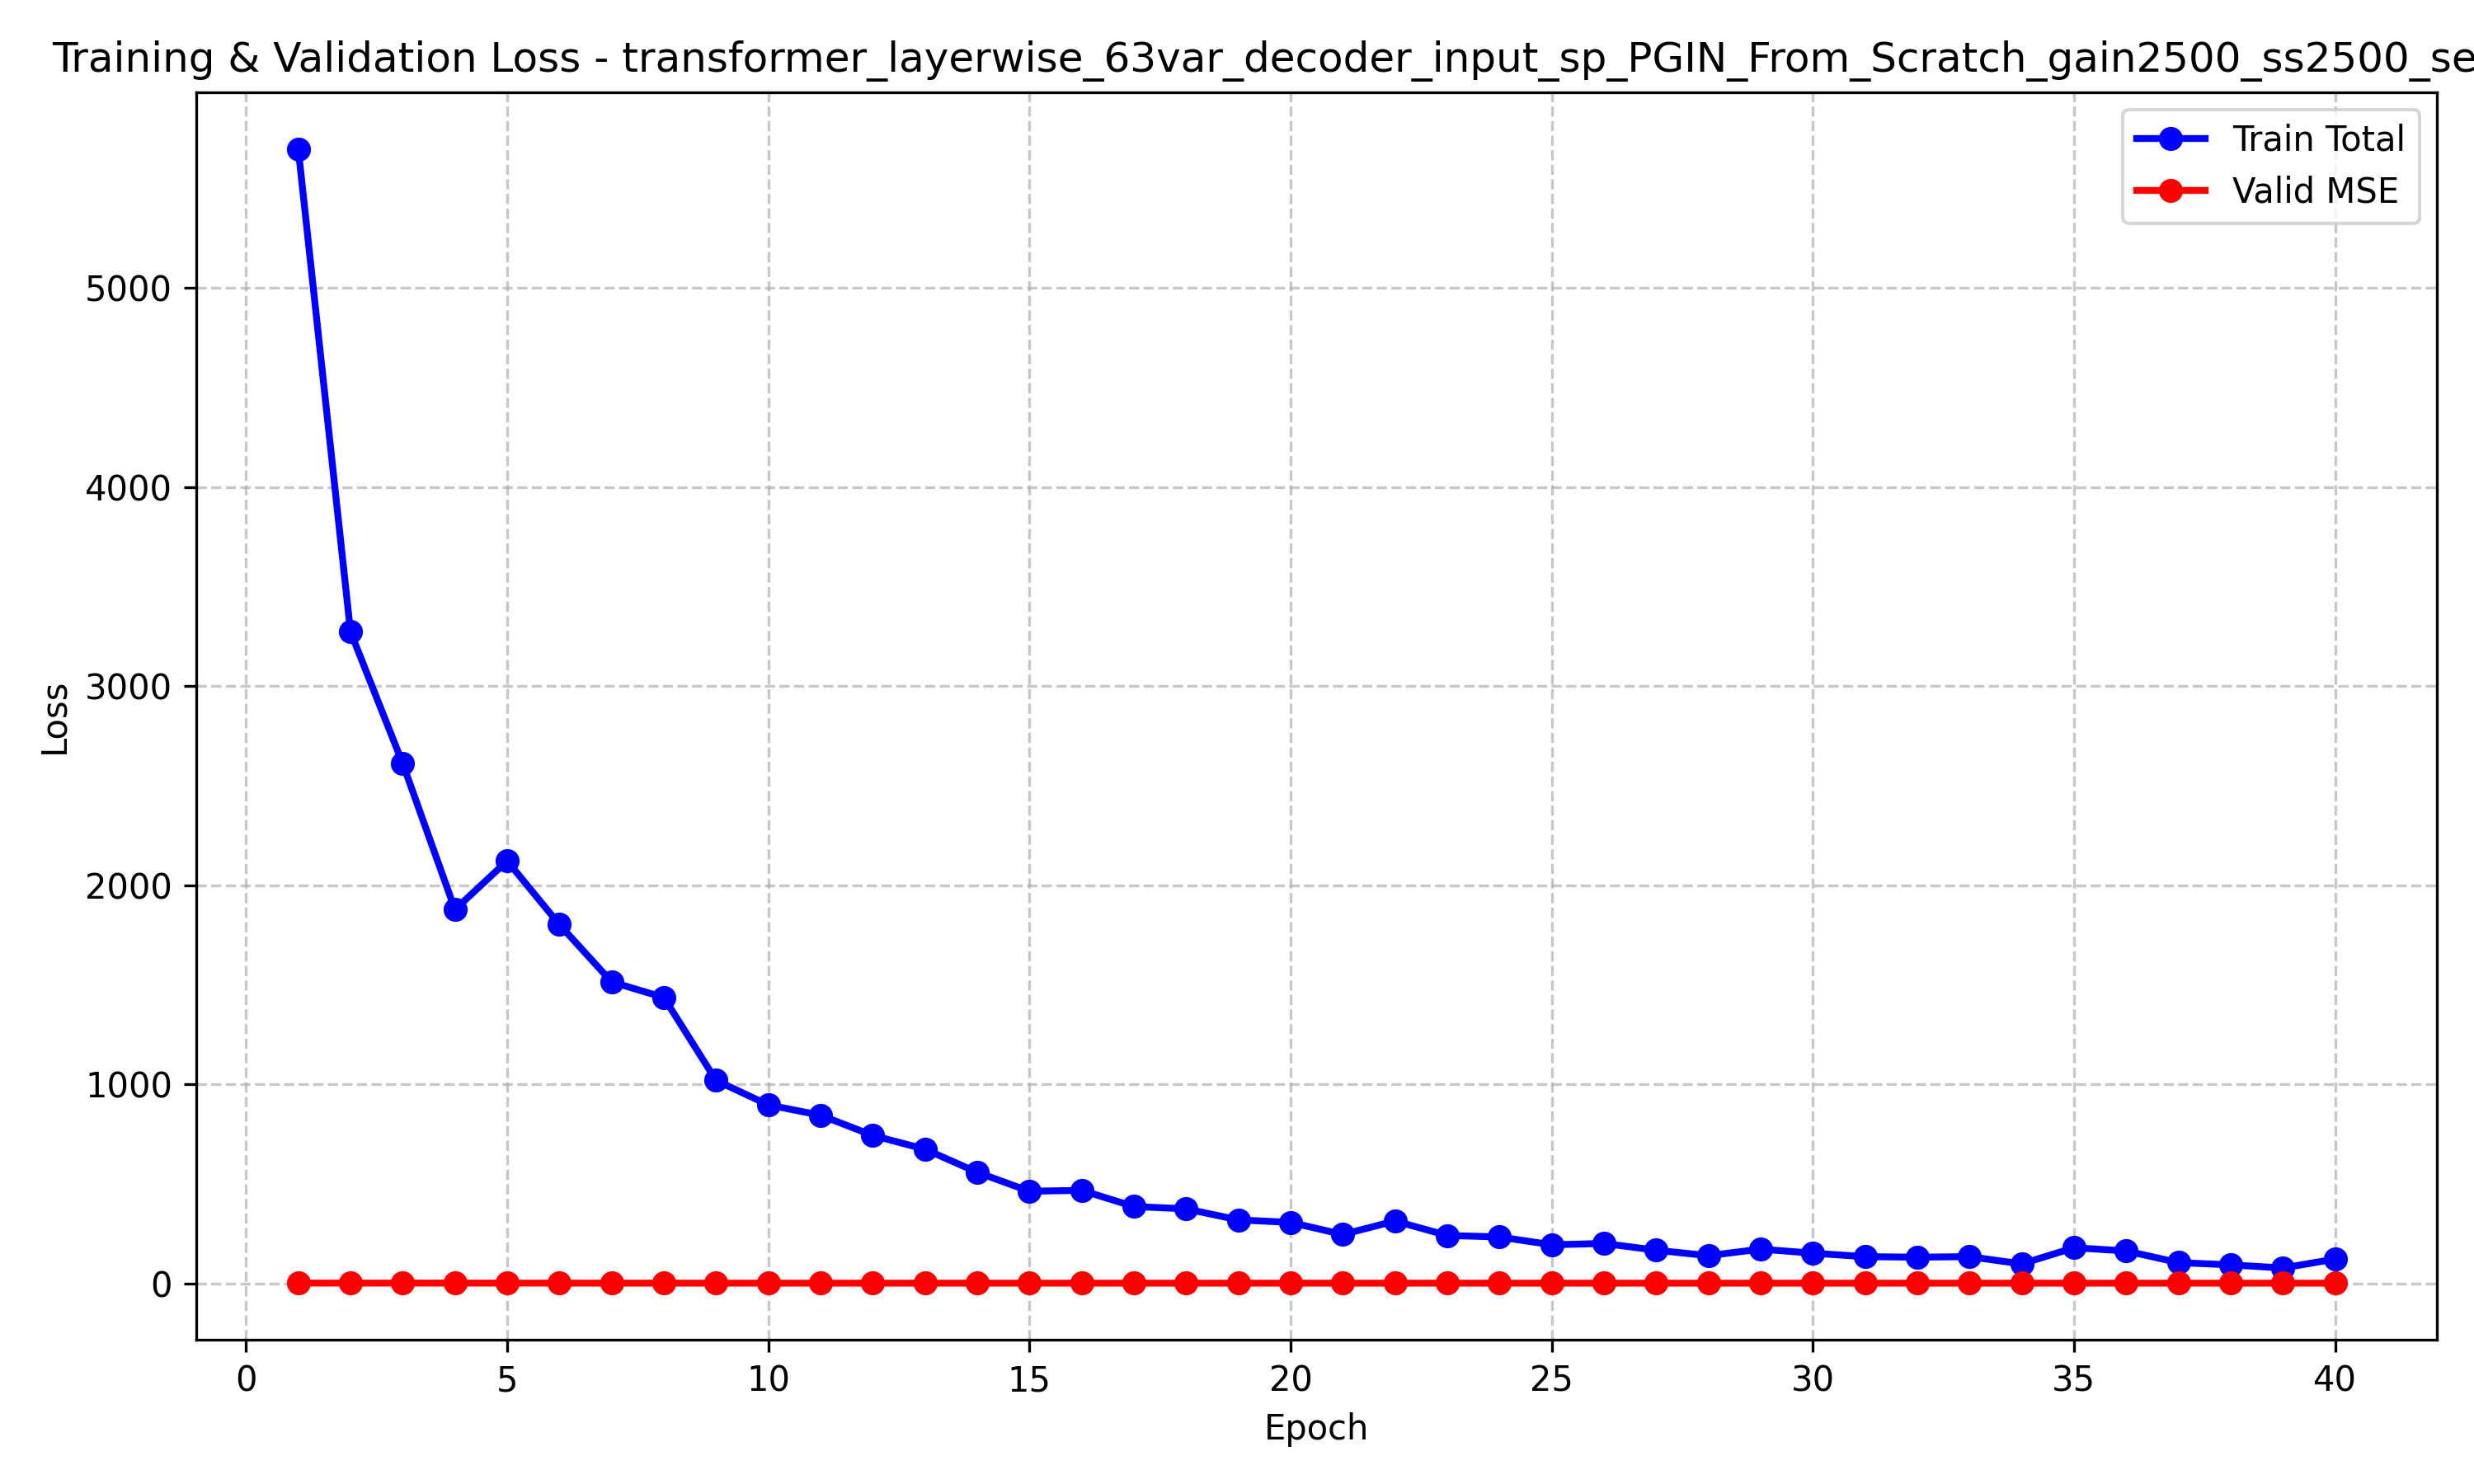 Training & Validation Loss - transformer_layerwise_63var_decoder_input_sp_PGIN_From_Scratch_gain2500_ss2500_se
Train Total
Valid MSE
5000
4000
3000
2000
1000
0
Loss
0 5 10 15 20 25 30 35 40
Epoch